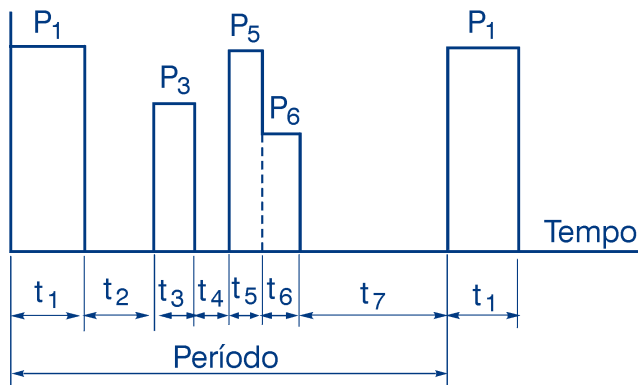 P₁
P₃
P₅
P₆
P₁
Tempo
t₁
t₂
t₃
t₄
t₅
t₆
t₇
t₁
Período